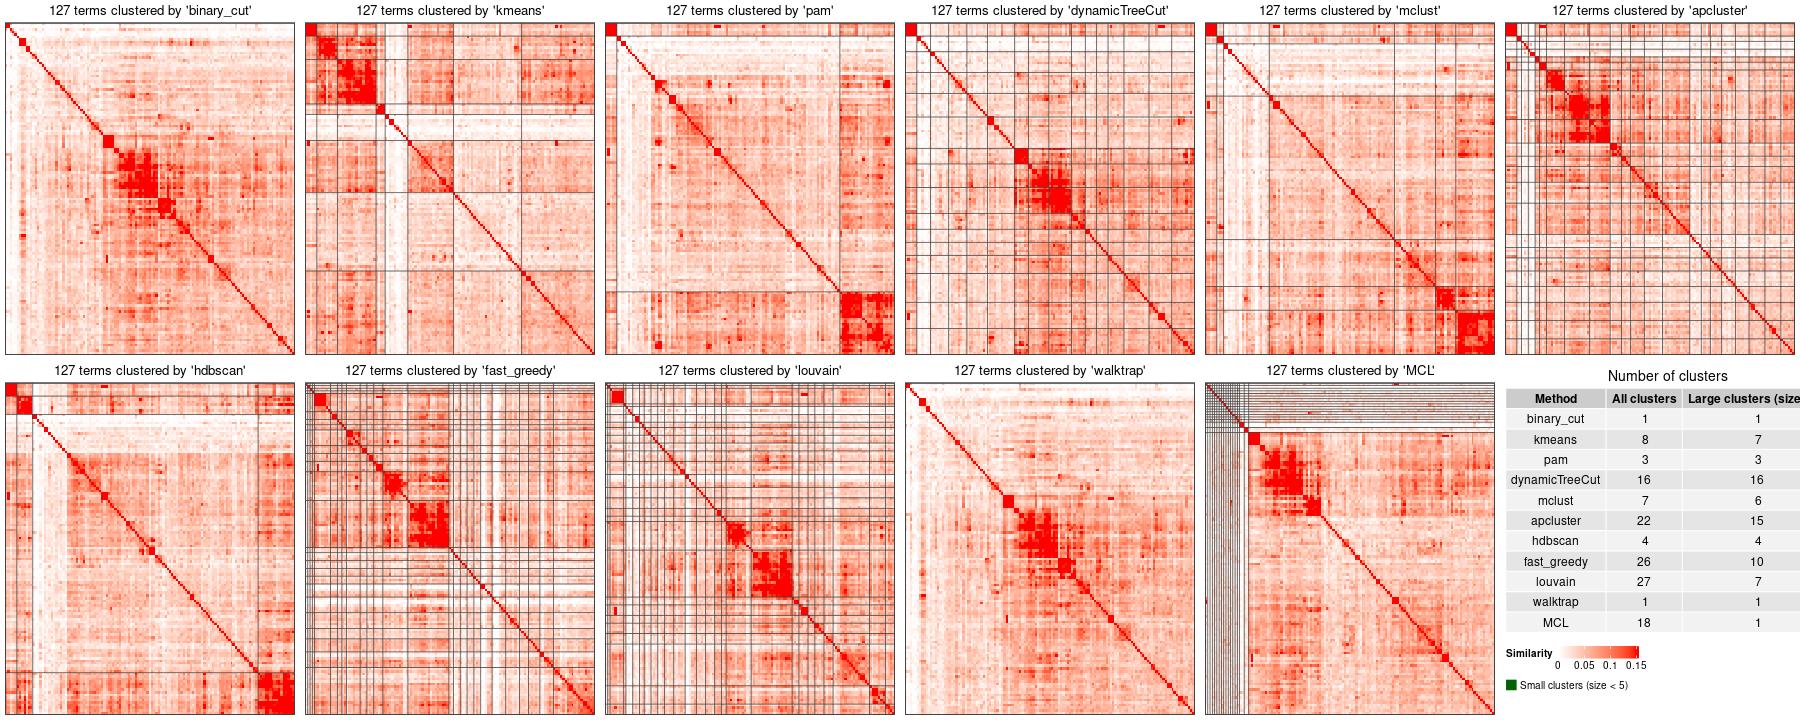 127 terms clustered by 'binary_cut'
127 terms clustered by 'kmeans'
127 terms clustered by 'pam'
127 terms clustered by 'dynamicTreeCut'
127 terms clustered by 'mclust'
127 terms clustered by 'apcluster'
127 terms clustered by 'hdbscan'
127 terms clustered by 'fast_greedy'
127 terms clustered by 'louvain'
127 terms clustered by 'walktrap'
127 terms clustered by 'MCL'
Number of clusters
Method All clusters Large clusters (size
binary_cut 1 1
kmeans 8 7
pam 3 3
dynamicTreeCut 16 16
mclust 7 6
apcluster 22 15
hdbscan 4 4
fast_greedy 26 10
louvain 27 7
walktrap 1 1
MCL 18 1
Similarity
0 0.05 0.1 0.15
Small clusters (size < 5)